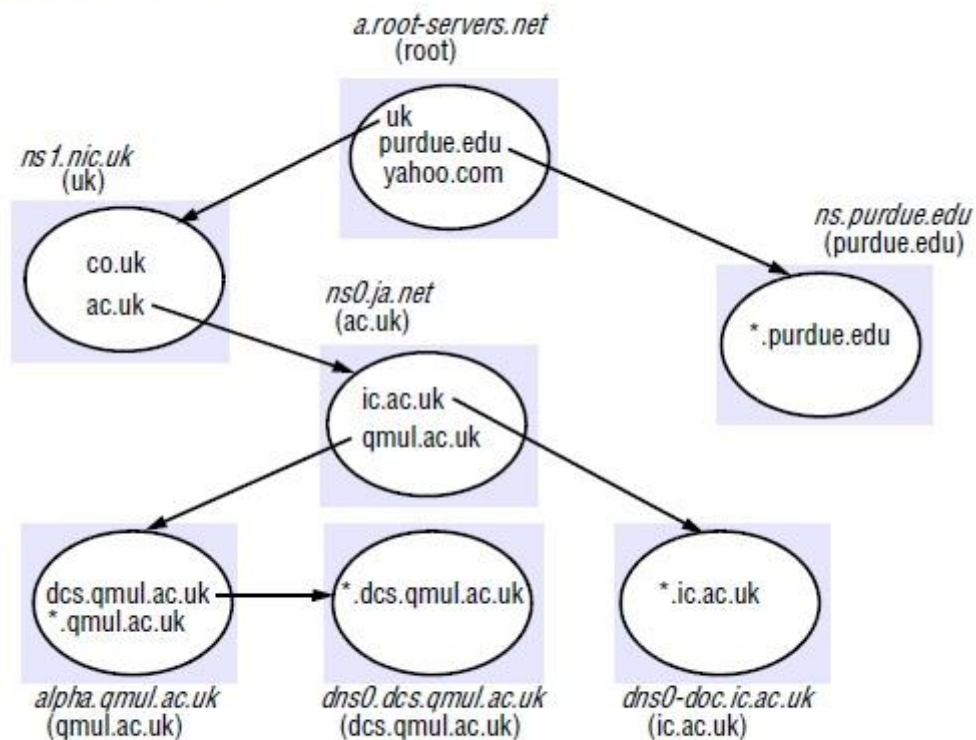 a.root-servers.net
(root)
uk
purdue.edu
yahoo.com
ns1.nic.uk
(uk)
co.uk
ac.uk
ns.purdue.edu
(purdue.edu)
*.purdue.edu
ns0.ja.net
(ac.uk)
ic.ac.uk
qmul.ac.uk
dcs.qmul.ac.uk
*.qmul.ac.uk
*.dcs.qmul.ac.uk
*.ic.ac.uk
alpha.qmul.ac.uk
(qmul.ac.uk)
dns0.dcs.qmul.ac.uk
(dcs.qmul.ac.uk)
dns0-doc.ic.ac.uk
(ic.ac.uk)